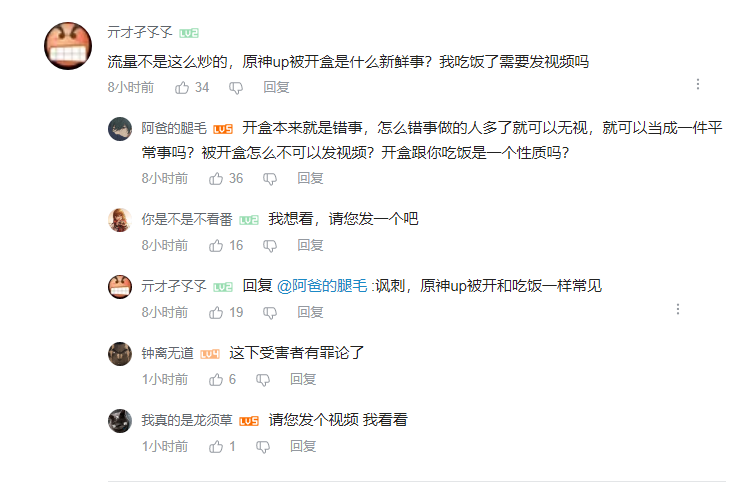 亓才孑孓孓 LV2
流量不是这么炒的，原神up被开盒是什么新鲜事？我吃饭了需要发视频吗
8小时前 34 回复
阿爸的腿毛 LV5 开盒本来就是错事，怎么错事做的人多了就可以无视，就可以当成一件平
常事吗？被开盒怎么不可以发视频？开盒跟你吃饭是一个性质吗？
8小时前 36 回复
你是不是不看番 LV2 我想看，请您发一个吧
8小时前 16 回复
亓才孑孓孓 LV2 回复 @阿爸的腿毛 :讽刺，原神up被开和吃饭一样常见
8小时前 19 回复
钟离无道 LV4 这下受害者有罪论了
1小时前 6 回复
我真的是龙须草 LV5 请您发个视频 我看看
1小时前 1 回复